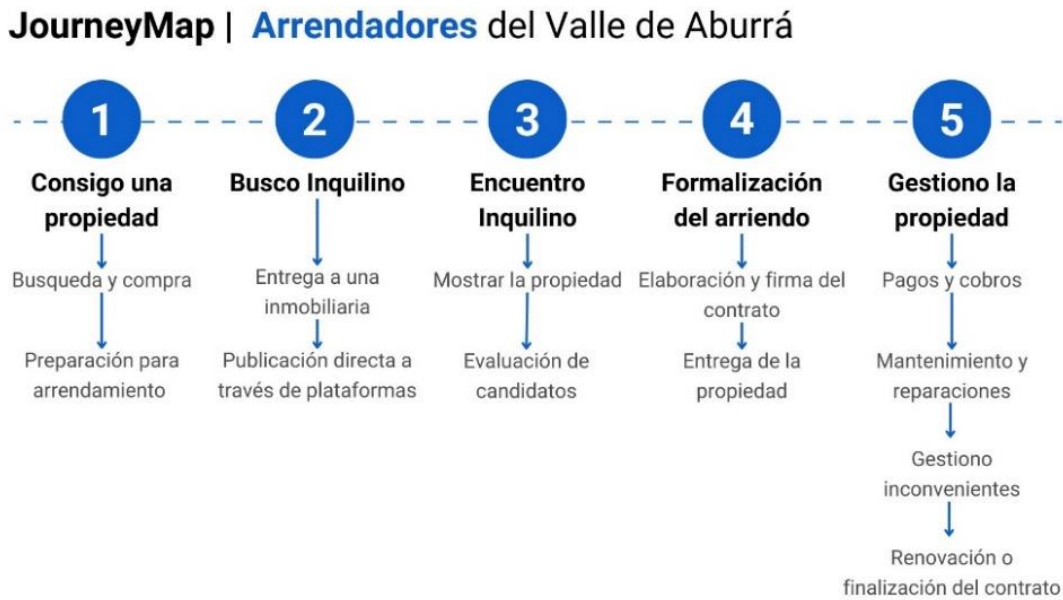 JourneyMap | Arrendadores del Valle de Aburrá
1
Consigo una
propiedad
Busqueda y compra
Preparación para
arrendamiento
2
Busco Inquilino
Entrega a una
inmobiliaria
Publicación directa a
través de plataformas
3
Encuentro
Inquilino
Mostrar la propiedad
Evaluación de
candidatos
4
Formalización
del arriendo
Elaboración y firma del
contrato
Entrega de la
propiedad
5
Gestiono la
propiedad
Pagos y cobros
Mantenimiento y
reparaciones
Gestiono
inconvenientes
Renovación o
finalización del contrato